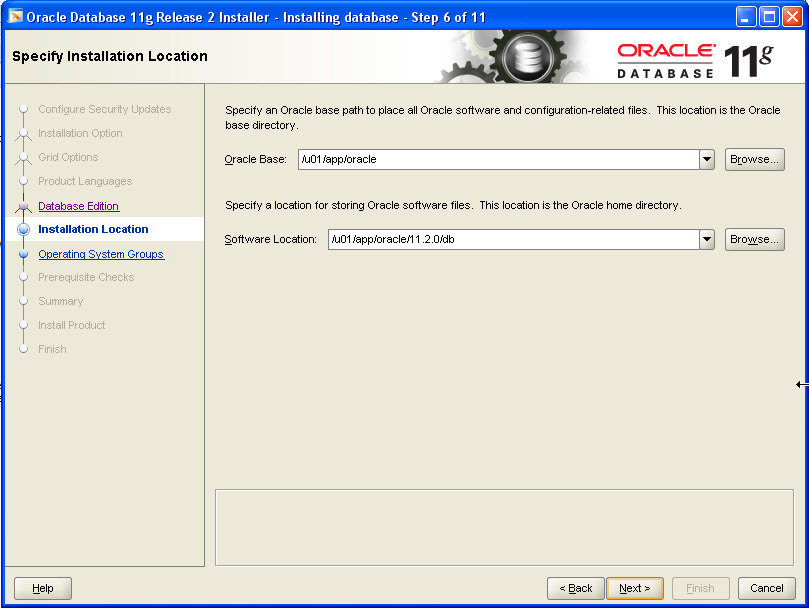 Oracle Database 11g Release 2 Installer - Installing database - Step 6 of 11
Specify Installation Location
ORACLE
DATABASE
11g
Configure Security Updates
Installation Option
Grid Options
Product Languages
Database Edition
Installation Location
Operating System Groups
Prerequisite Checks
Summary
Install Product
Finish
Specify an Oracle base path to place all Oracle software and configuration-related files. This location is the Oracle
base directory.
Oracle Base: /u01/app/oracle Browse...
Specify a location for storing Oracle software files. This location is the Oracle home directory.
Software Location: /u01/app/oracle/11.2.0/db Browse...
Help < Back Next > Finish Cancel